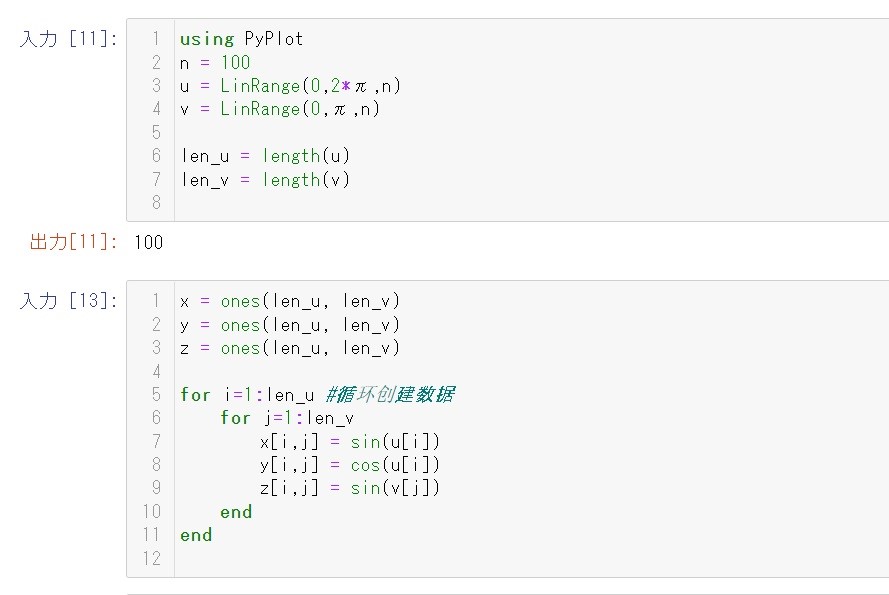 入力 [11]:
1 using PyPlot
2 n = 100
3 u = LinRange(0,2*π,n)
4 v = LinRange(0,π,n)
5
6 len_u = length(u)
7 len_v = length(v)
8
出力[11]: 100
入力 [13]:
1 x = ones(len_u, len_v)
2 y = ones(len_u, len_v)
3 z = ones(len_u, len_v)
4
5 for i=1:len_u #循环创建数据
6     for j=1:len_v
7         x[i,j] = sin(u[i])
8         y[i,j] = cos(u[i])
9         z[i,j] = sin(v[j])
10     end
11 end
12